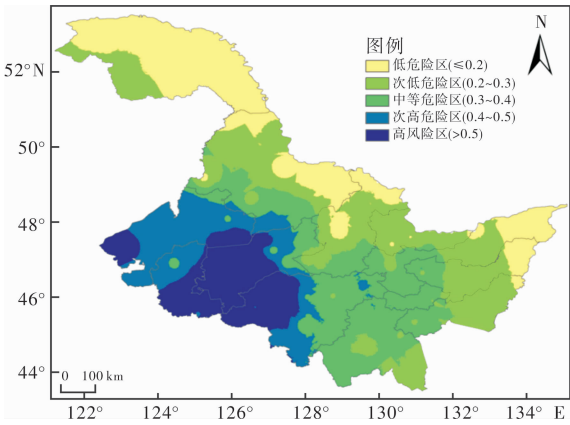 N
图例
低危险区(≤0.2)
次低危险区(0.2~0.3)
中等危险区(0.3~0.4)
次高危险区(0.4~0.5)
高风险区(>0.5)
52°N
50°
48°
46°
44°
0 100 km
122° 124° 126° 128° 130° 132° 134° E